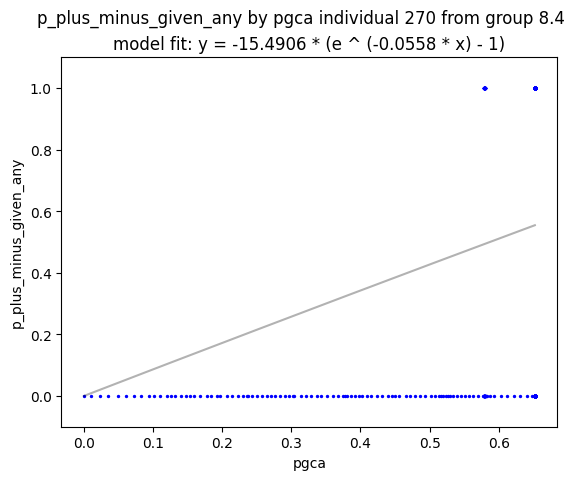 p_plus_minus_given_any by pgca individual 270 from group 8.4
model fit: y = -15.4906 * (e ^ (-0.0558 * x) - 1)
1.0
0.8
0.6
0.4
0.2
0.0
p_plus_minus_given_any
0.0 0.1 0.2 0.3 0.4 0.5 0.6
pgca